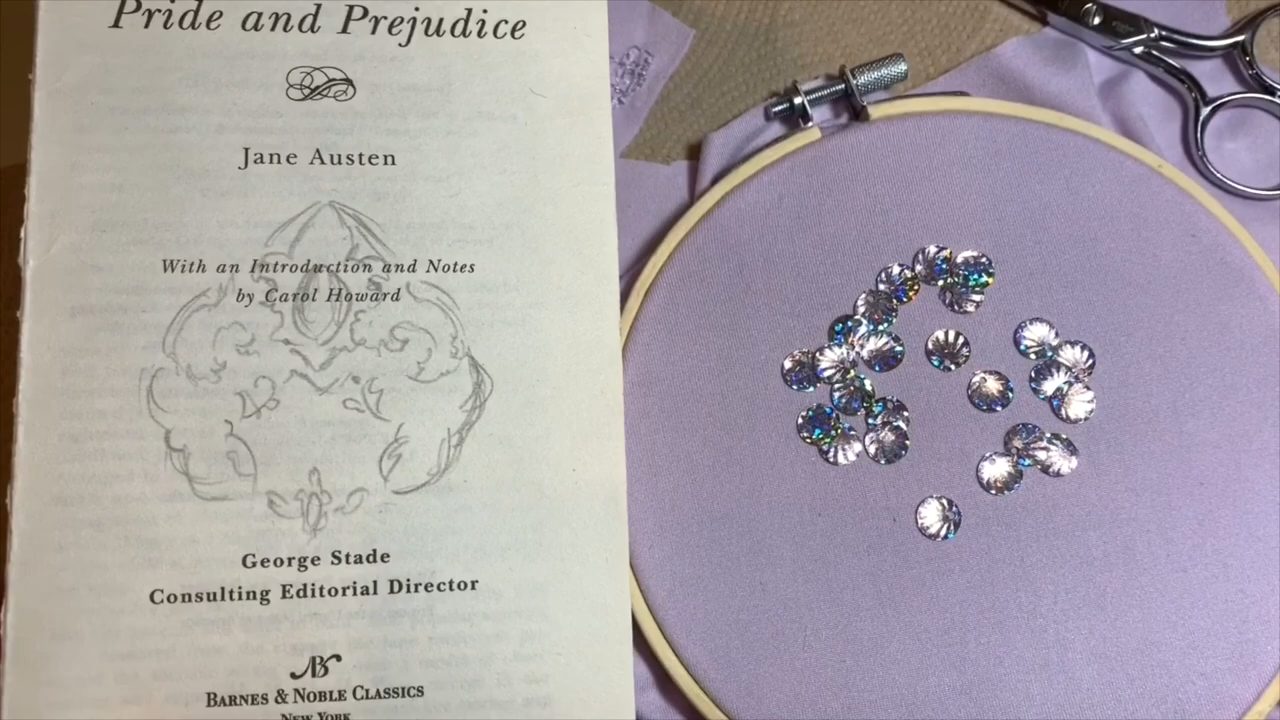 Pride and Prejudice
Jane Austen
With an Introduction and Notes
by Carol Howard
George Stade
Consulting Editorial Director
BARNES & NOBLE CLASSICS
NEW YORK